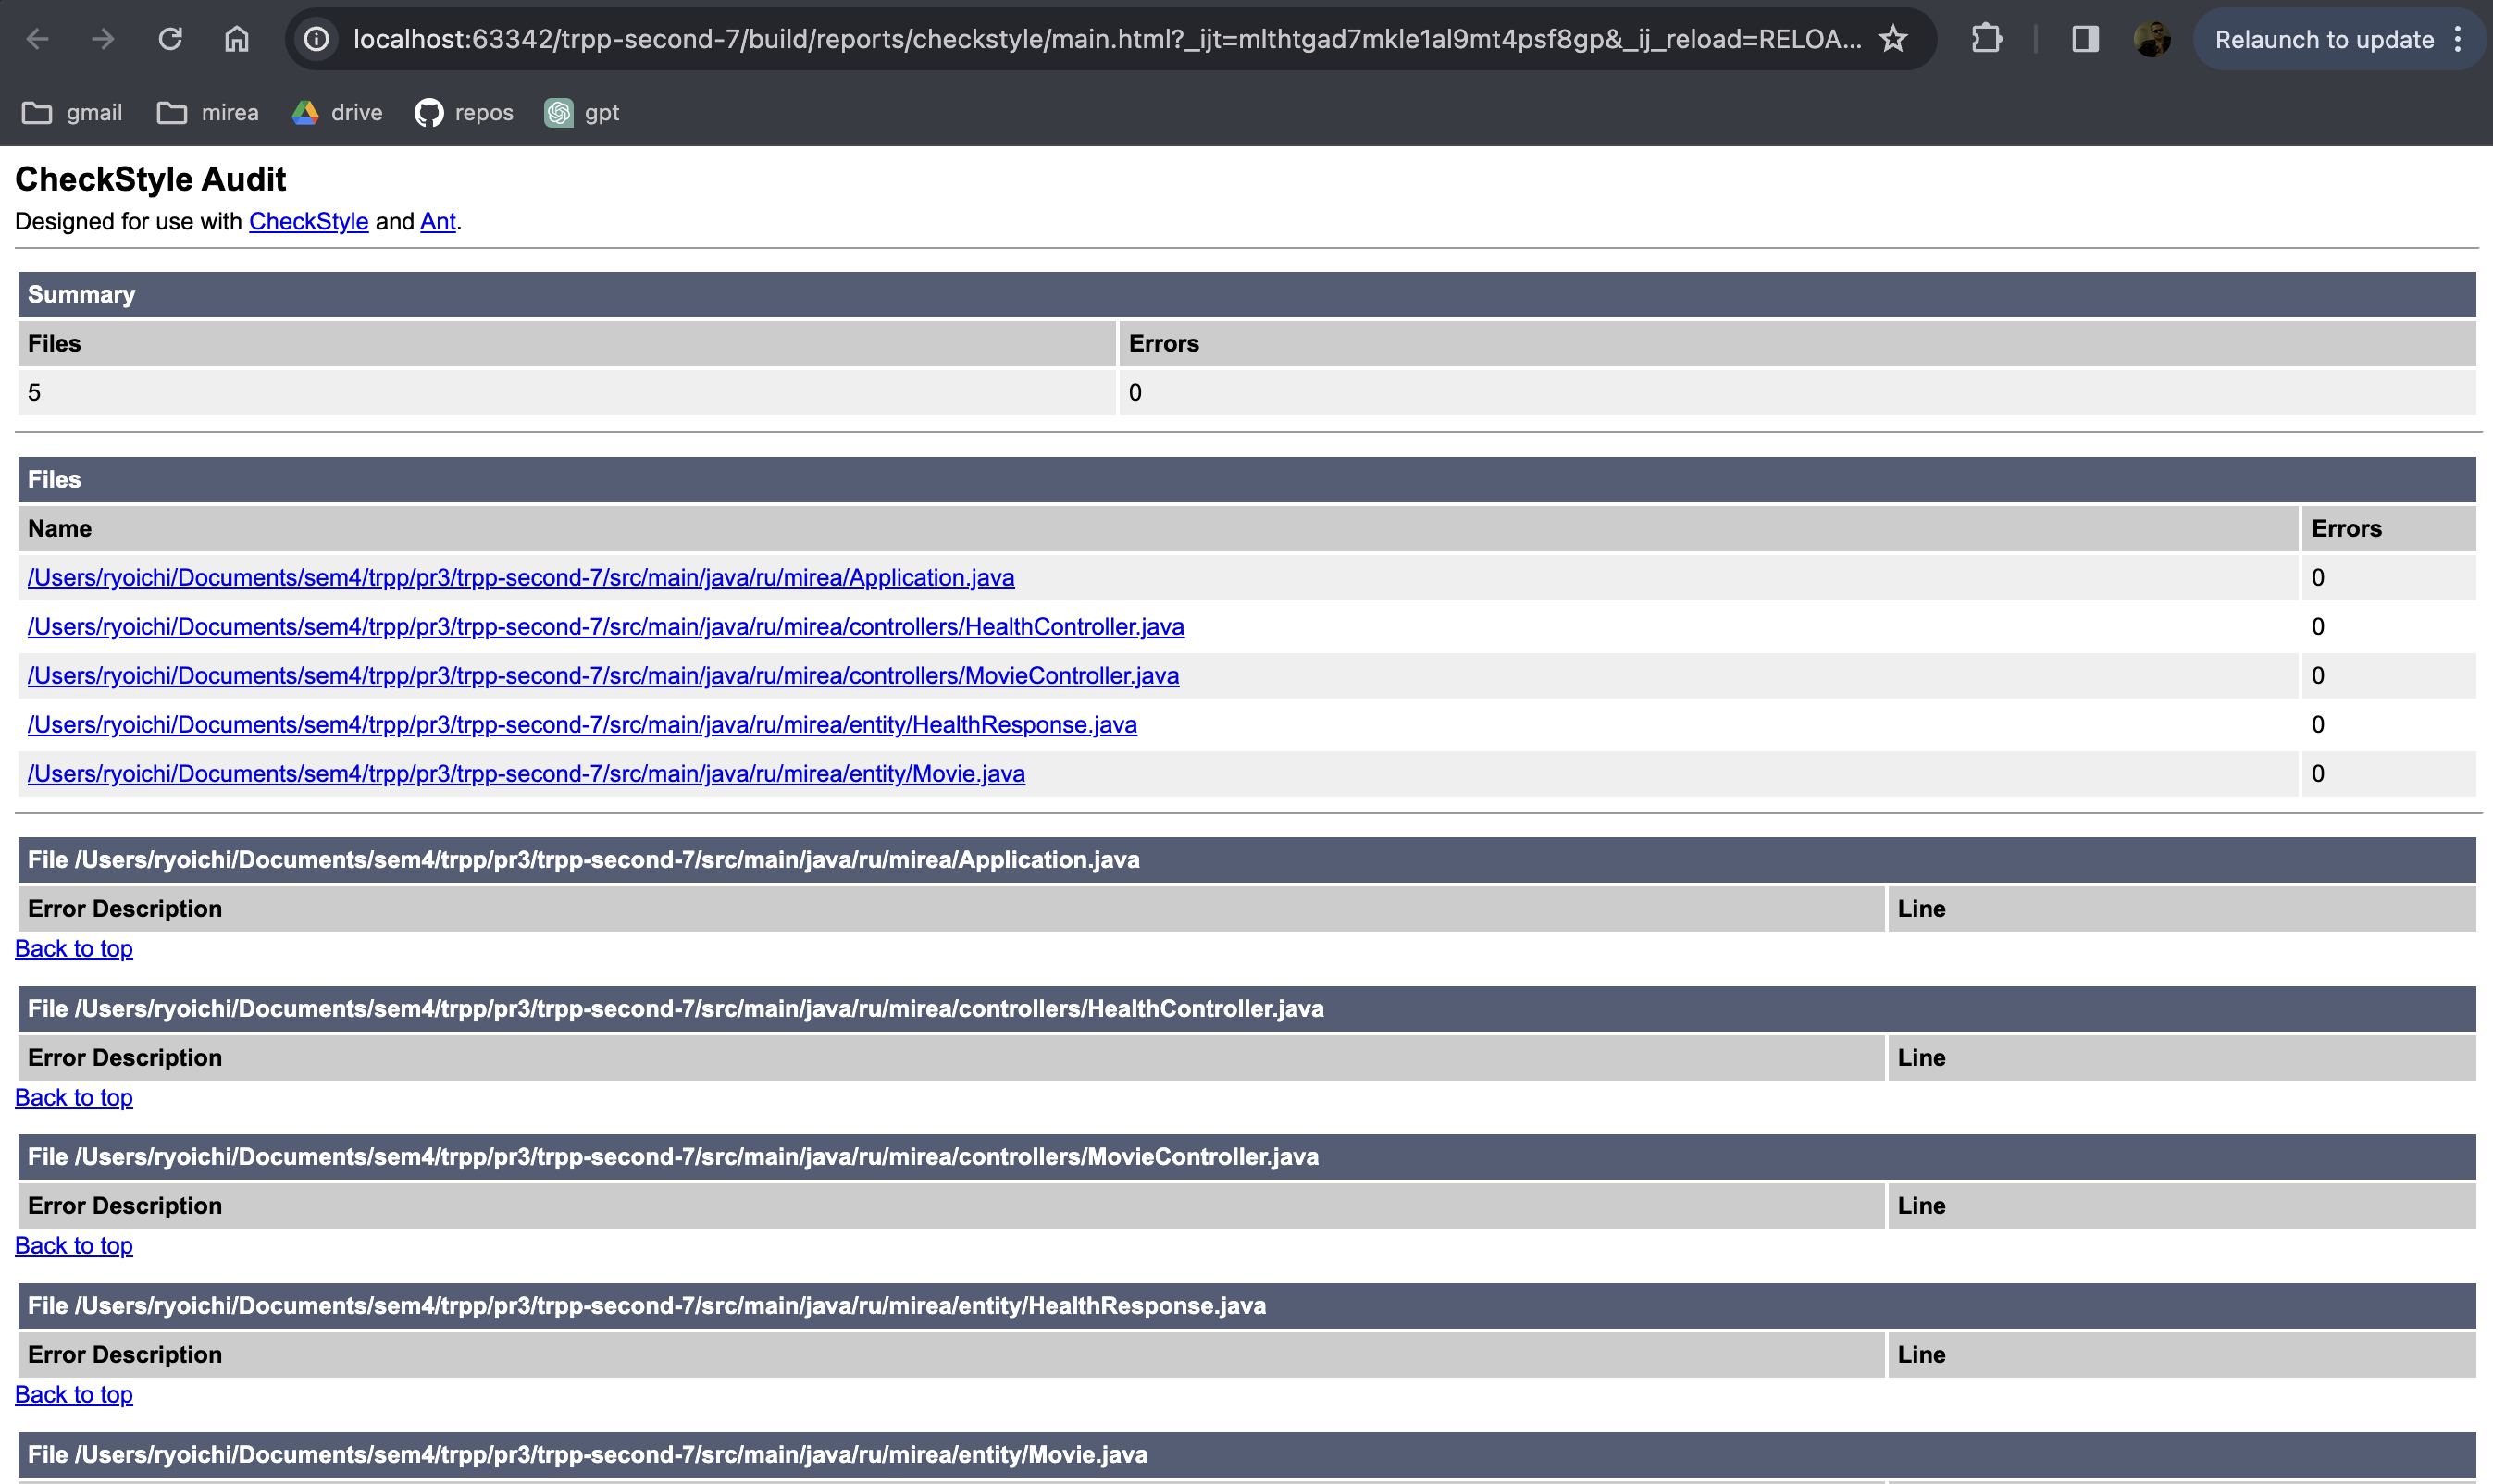 localhost:63342/trpp-second-7/build/reports/checkstyle/main.html?_ijt=mlthtgad7mkle1al9mt4psf8gp&_ij_reload=RELOA...
Relaunch to update
gmail mirea drive repos gpt
CheckStyle Audit
Designed for use with CheckStyle and Ant.
Summary
Files Errors
5 0
Files
Name Errors
/Users/ryoichi/Documents/sem4/trpp/pr3/trpp-second-7/src/main/java/ru/mirea/Application.java 0
/Users/ryoichi/Documents/sem4/trpp/pr3/trpp-second-7/src/main/java/ru/mirea/controllers/HealthController.java 0
/Users/ryoichi/Documents/sem4/trpp/pr3/trpp-second-7/src/main/java/ru/mirea/controllers/MovieController.java 0
/Users/ryoichi/Documents/sem4/trpp/pr3/trpp-second-7/src/main/java/ru/mirea/entity/HealthResponse.java 0
/Users/ryoichi/Documents/sem4/trpp/pr3/trpp-second-7/src/main/java/ru/mirea/entity/Movie.java 0
File /Users/ryoichi/Documents/sem4/trpp/pr3/trpp-second-7/src/main/java/ru/mirea/Application.java
Error Description Line
Back to top
File /Users/ryoichi/Documents/sem4/trpp/pr3/trpp-second-7/src/main/java/ru/mirea/controllers/HealthController.java
Error Description Line
Back to top
File /Users/ryoichi/Documents/sem4/trpp/pr3/trpp-second-7/src/main/java/ru/mirea/controllers/MovieController.java
Error Description Line
Back to top
File /Users/ryoichi/Documents/sem4/trpp/pr3/trpp-second-7/src/main/java/ru/mirea/entity/HealthResponse.java
Error Description Line
Back to top
File /Users/ryoichi/Documents/sem4/trpp/pr3/trpp-second-7/src/main/java/ru/mirea/entity/Movie.java